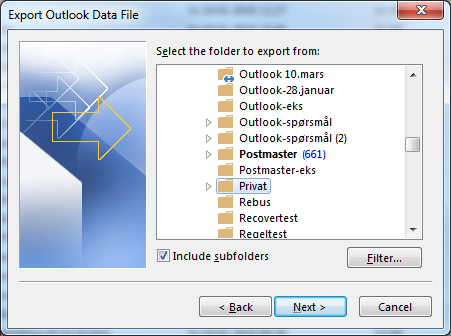 Export Outlook Data File
Select the folder to export from:
Outlook 10.mars
Outlook-28.januar
Outlook-eks
Outlook-spørsmål
Outlook-spørsmål (2)
Postmaster (661)
Postmaster-eks
Privat
Rebus
Recovertest
Regeltest
Include subfolders
Filter...
< Back
Next >
Cancel